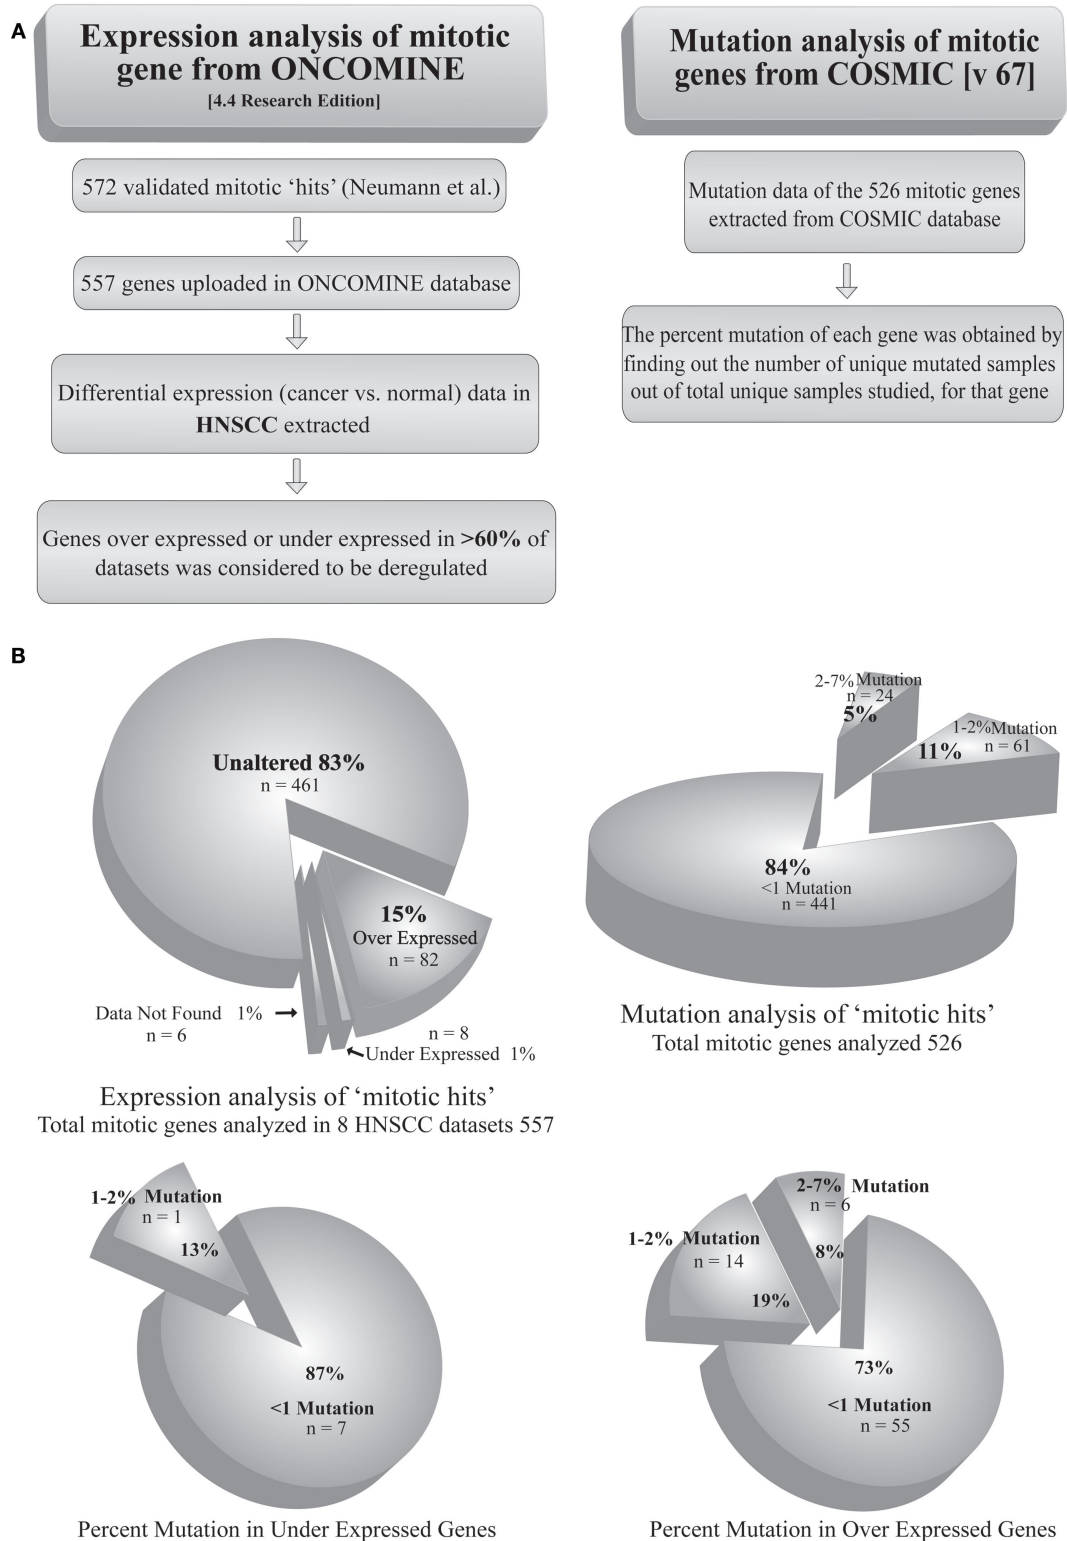 A
Expression analysis of mitotic
gene from ONCOMINE
[4.4 Research Edition]
572 validated mitotic ‘hits’ (Neumann et al.)
557 genes uploaded in ONCOMINE database
Differential expression (cancer vs. normal) data in
HNSCC extracted
Genes over expressed or under expressed in >60% of
datasets was considered to be deregulated
Mutation analysis of mitotic
genes from COSMIC [v 67]
Mutation data of the 526 mitotic genes
extracted from COSMIC database
The percent mutation of each gene was obtained by
finding out the number of unique mutated samples
out of total unique samples studied, for that gene
B
Unaltered 83%
n = 461
15%
Over Expressed
n = 82
Data Not Found 1%
n = 6
n = 8
Under Expressed 1%
Expression analysis of ‘mitotic hits’
Total mitotic genes analyzed in 8 HNSCC datasets 557
2-7% Mutation
n = 24
5%
1-2% Mutation
11% n = 61
84%
<1 Mutation
n = 441
Mutation analysis of ‘mitotic hits’
Total mitotic genes analyzed 526
1-2% Mutation
n = 1
13%
87%
<1 Mutation
n = 7
Percent Mutation in Under Expressed Genes
2-7% Mutation
n = 6
8%
1-2% Mutation
n = 14
19%
73%
<1 Mutation
n = 55
Percent Mutation in Over Expressed Genes